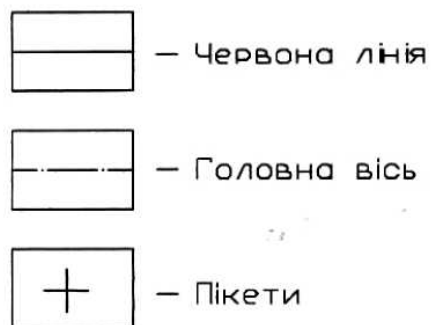 — Червона лінія
— Головна вісь
— Пікети